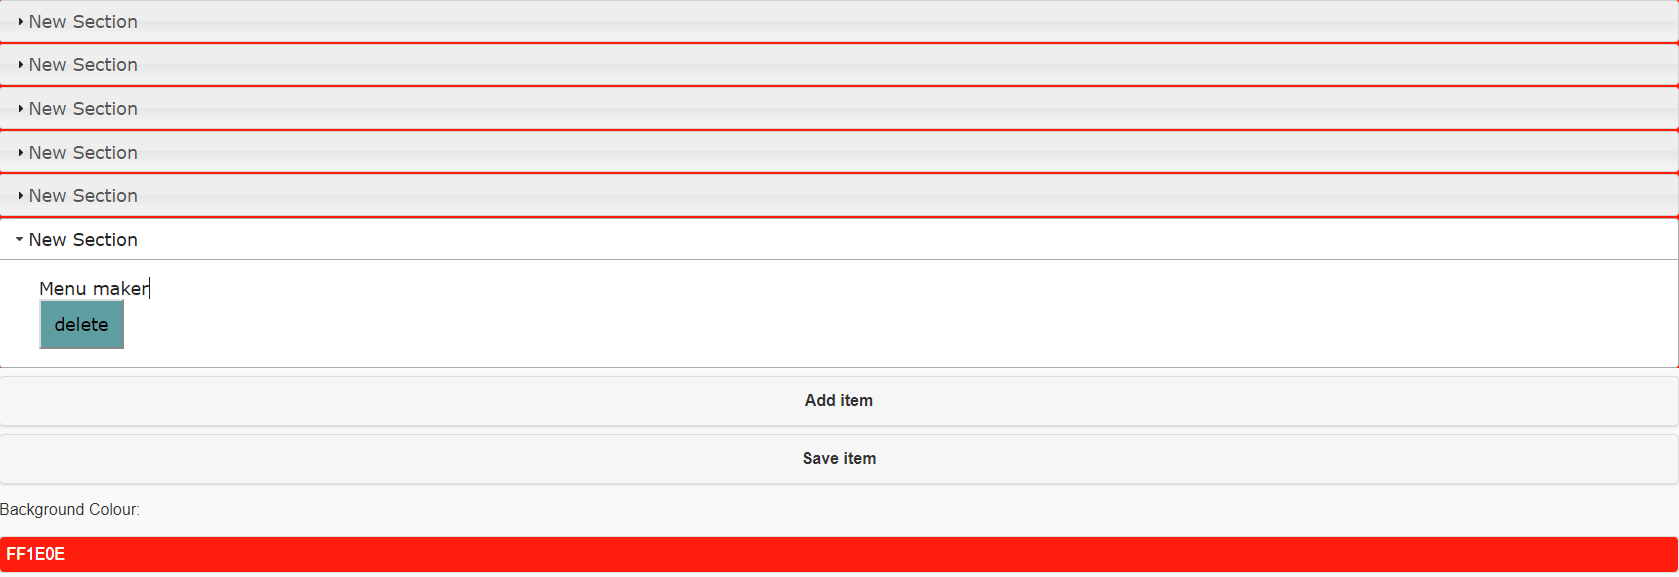 New Section
New Section
New Section
New Section
New Section
New Section
Menu maker
delete
Add item
Save item
Background Colour:
FF1E0E